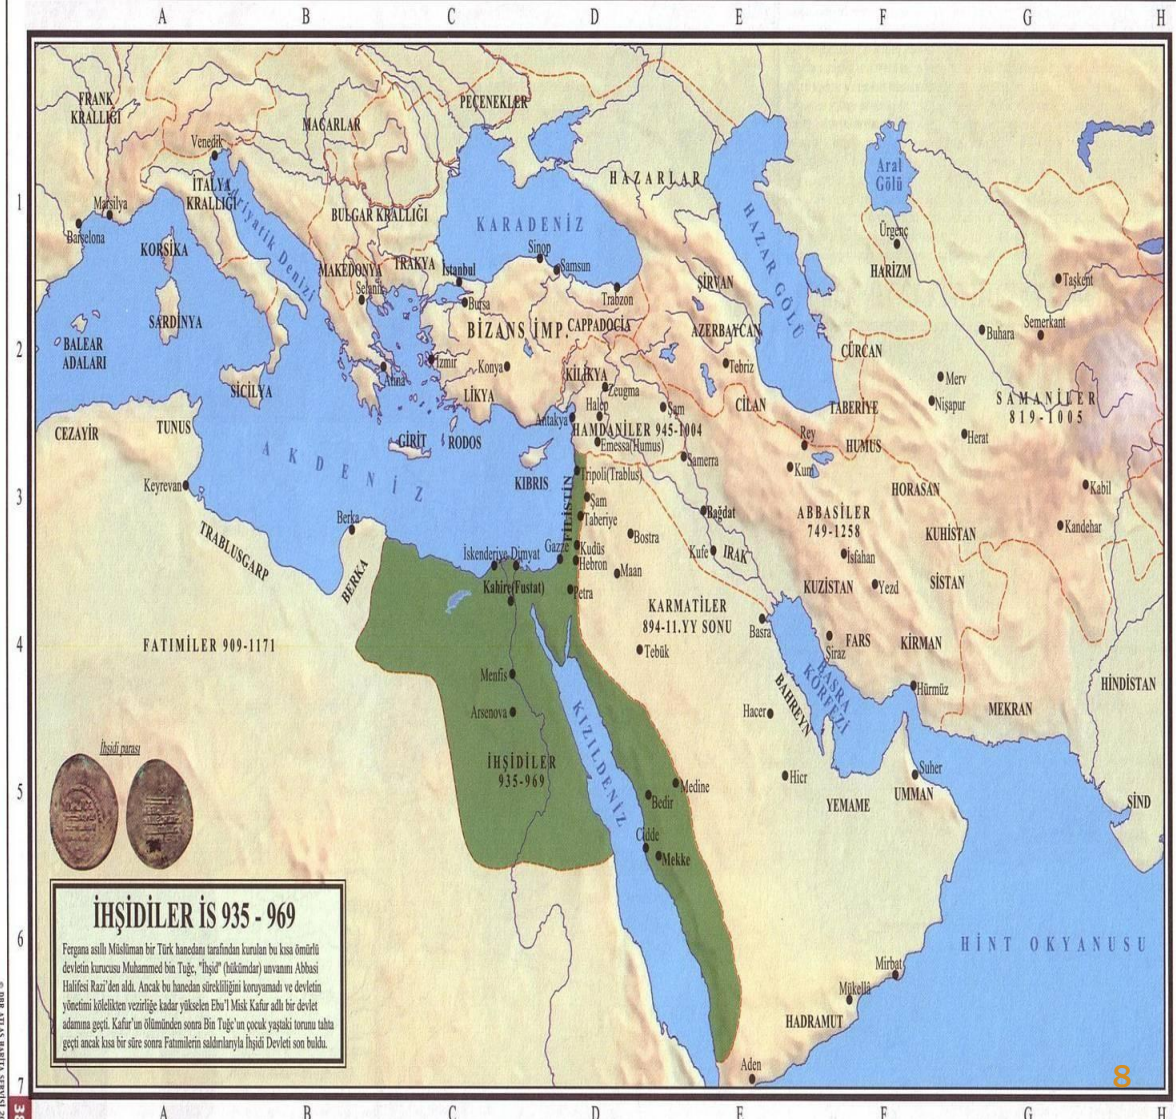 A B C D E F G H
1
2
3
4
5
6
7
FRANK
KRALLIĞI
MACARLAR
PEÇENEKLER
Venedik
İTALYA
KRALLIĞI
Adriyatik Denizi
Marsilya
Barselona
KORSİKA
BULGAR KRALLIĞI
HAZARLAR
KARADENİZ
HAZAR GÖLÜ
Aral
Gölü
Ürgenç
HARİZM
Taşkent
MAKEDONYA
Selanik
TRAKYA
İstanbul
Bursa
Sinop
Samsun
Trabzon
ŞİRVAN
SARDİNYA
BALEAR
ADALARI
BİZANS İMP.
CAPPADOCIA
AZERBAYCAN
Buhara
Semerkant
SİCİLYA
Atina
İzmir
Konya
LİKYA
KİLİKYA
Zeugma
Tebriz
CİLAN
CÜRCAN
TABERİYE
Merv
Nişapur
SAMANİLER
819-1005
CEZAYİR
TUNUS
AKDENİZ
GİRİT
RODOS
Antakya
Halep
Şam
HAMDANİLER 945-1004
Emessa(Humus)
Samerra
Rey
Kum
HUMUS
Herat
Keyrevan
KIBRIS
Tripoli(Trablus)
Şam
Taberiye
FİLİSTİN
Bağdat
ABBASİLER
749-1258
HORASAN
Kabil
TRABLUSGARP
Berka
BERKA
İskenderiye
Dimyat
Gazze
Kudüs
Hebron
Bostra
Maan
Kufe
IRAK
İsfahan
KUHİSTAN
Kandehar
Kahire(Fustat)
Petra
KARMATİLER
894-11.YY SONU
KUZİSTAN
Yezd
SİSTAN
Basra
FATIMİLER 909-1171
Tebük
Şiraz
FARS
KİRMAN
Menfis
BASRA
KÖRFEZİ
Hürmüz
HİNDİSTAN
Arsenova
KIZILDENİZ
Hacer
BAHREYN
MEKRAN
İhşidi parası
İHŞİDİLER
935-969
Medine
Bedir
Hicr
Suher
YEMAME
UMMAN
SİND
Cidde
Mekke
İHŞİDİLER İS 935 - 969
Fergana asıllı Müslüman bir Türk hanedanı tarafından kurulan bu kısa ömürlü
devletin kurucusu Muhammed bin Tuğç, "İhşid" (hükümdar) unvanını Abbasi
Halifesi Razi'den aldı. Ancak bu hanedan sürekliliğini koruyamadı ve devletin
yönetimi kölelikten vezirliğe kadar yükselen Ebu'l Misk Kafur adlı bir devlet
adamına geçti. Kafur'un ölümünden sonra Bin Tuğç'un çocuk yaştaki torunu tahta
geçti ancak kısa bir süre sonra Fatımilerin saldırılarıyla İhşidi Devleti son buldu.
HİNT OKYANUSU
Mirbat
Mükellâ
HADRAMUT
Aden
8
A B C D E F G H
38